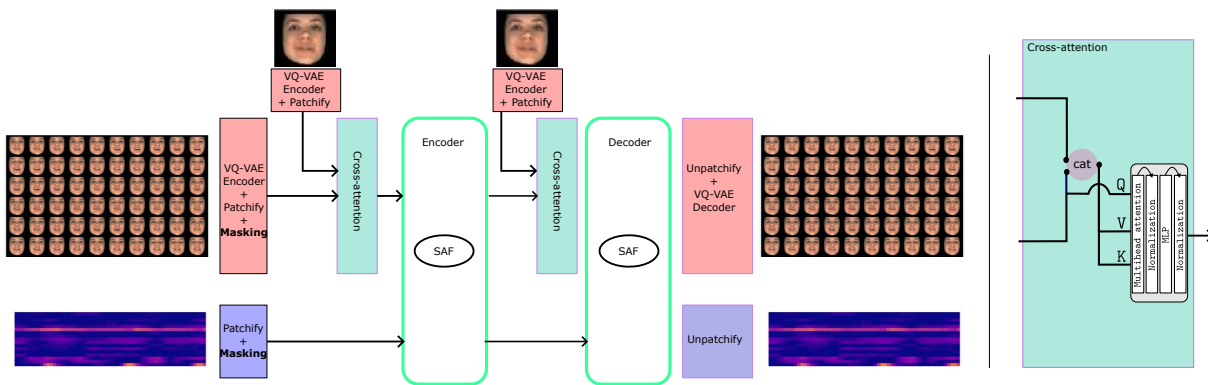 VQ-VAE
Encoder
+ Patchify
VQ-VAE
Encoder
+ Patchify
Cross-attention
VQ-VAE
Encoder
+
Patchify
+
Masking
Cross-attention
Encoder
SAF
Cross-attention
Decoder
SAF
Unpatchify
+
VQ-VAE
Decoder
Patchify
+
Masking
Unpatchify
cat
Q
V
K
Multihead attention
Normalization
MLP
Normalization